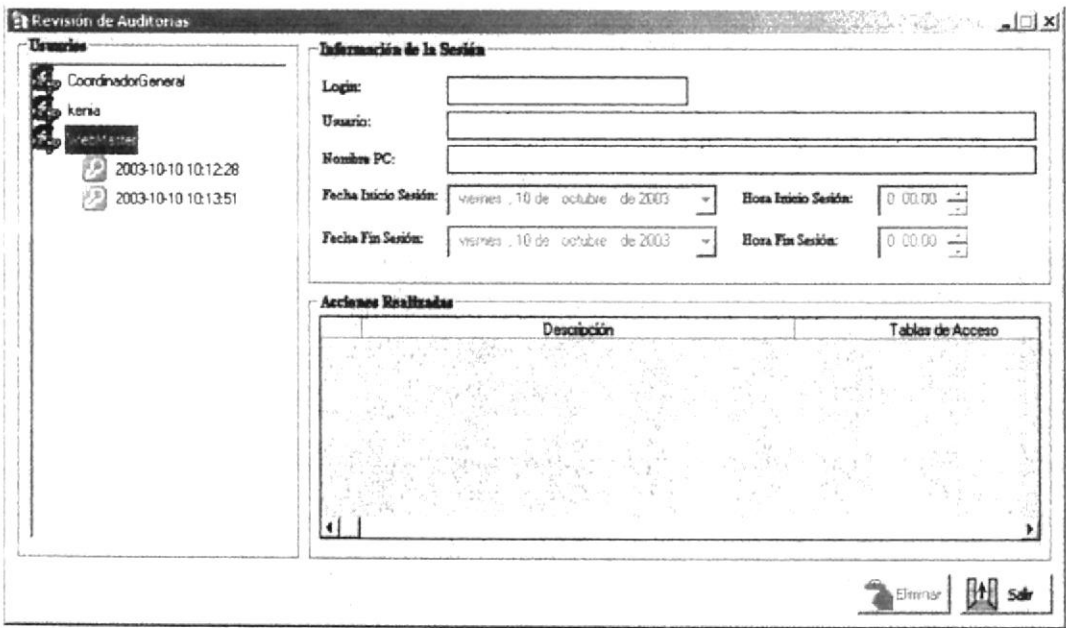 Revisión de Auditorias
Usuarios
CoordinadorGeneral
kenia
2003-10-10 10:12:28
2003-10-10 10:13:51
Información de la Sesión
Login:
Usuario:
Nombre PC:
Fecha Inicio Sesión: viernes , 10 de octubre de 2003 Hora Inicio Sesión: 0:00:00
Fecha Fin Sesión: viernes , 10 de octubre de 2003 Hora Fin Sesión: 0:00:00
Acciones Realizadas
Descripción Tablas de Acceso
Eliminar Salir